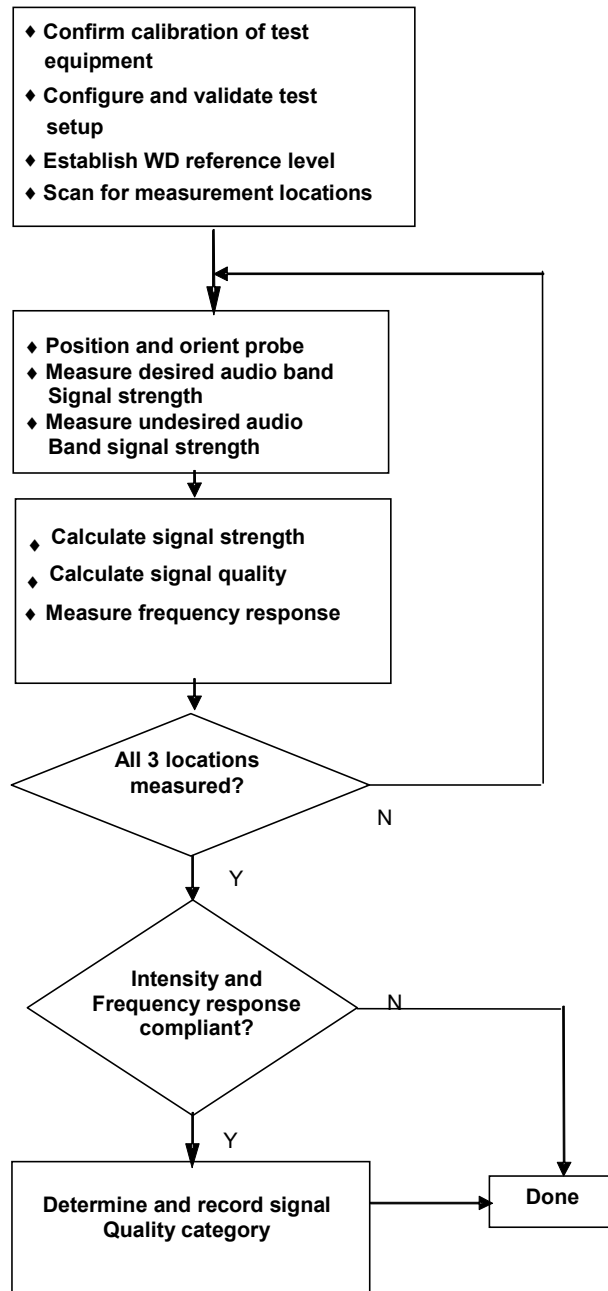 ♦ Confirm calibration of test
equipment
♦ Configure and validate test
setup
♦ Establish WD reference level
♦ Scan for measurement locations
♦ Position and orient probe
♦ Measure desired audio band
Signal strength
♦ Measure undesired audio
Band signal strength
♦ Calculate signal strength
♦ Calculate signal quality
♦ Measure frequency response
All 3 locations
measured?
N
Y
Intensity and
Frequency response
compliant?
N
Y
Determine and record signal
Quality category
Done